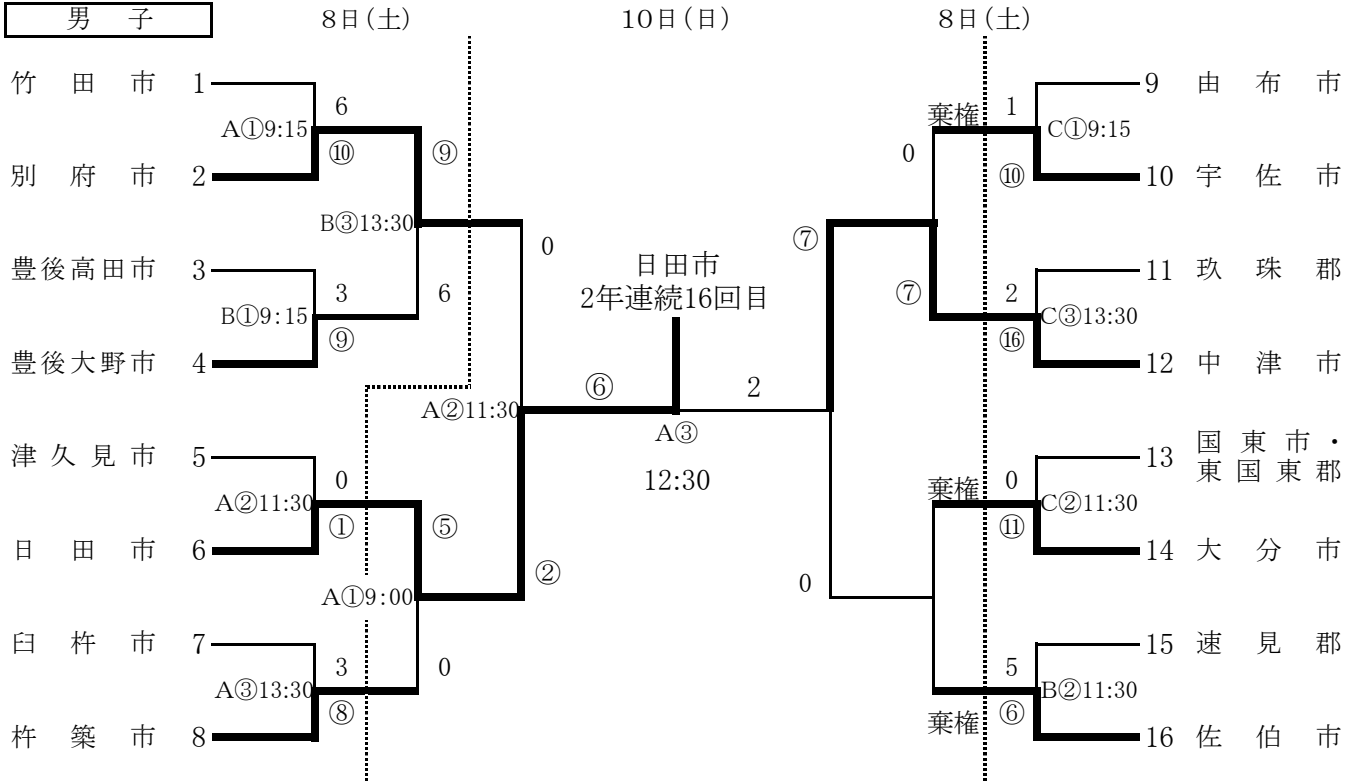 男 子 8日(土) 10日(日) 8日(土)
竹田市 1
6
A①9:15
⑩
⑨
別府市 2
B③13:30
豊後高田市 3
3
6
B①9:15
⑨
豊後大野市 4
0
A②11:30
津久見市 5
0
A②11:30
①
⑤
日田市 6
②
A①9:00
臼杵市 7
3
0
A③13:30
⑧
杵築市 8
日田市
2年連続16回目
⑥
2
A③
12:30
9 由布市
棄権 1
C①9:15
0
⑩
10 宇佐市
⑦
11 玖珠郡
⑦
2
C③13:30
⑯
12 中津市
13 国東市・
東国東郡
棄権 0
C②11:30
⑪
14 大分市
0
15 速見郡
5
B②11:30
棄権 ⑥
16 佐伯市